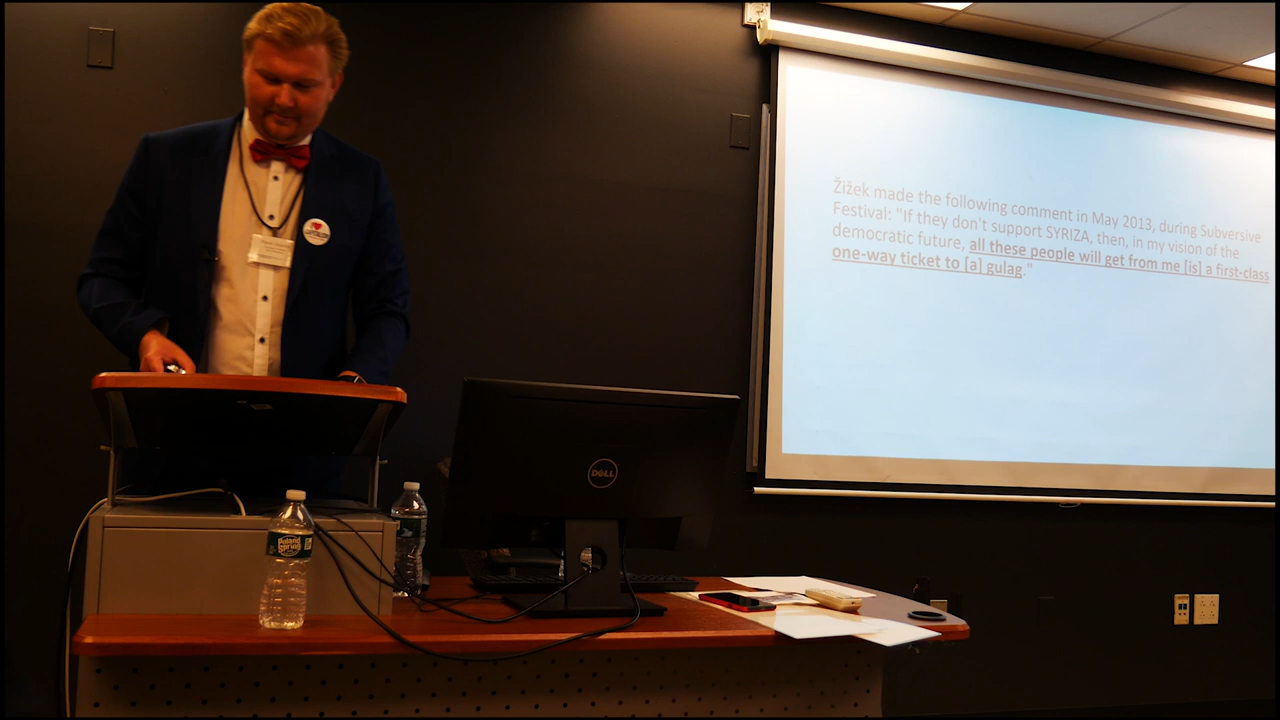 Žižek made the following comment in May 2013, during Subversive
Festival: "If they don't support SYRIZA, then, in my vision of the
democratic future, all these people will get from me [is] a first-class
one-way ticket to [a] gulag."
I
CAPITALISM
DELL
Poland
Spring